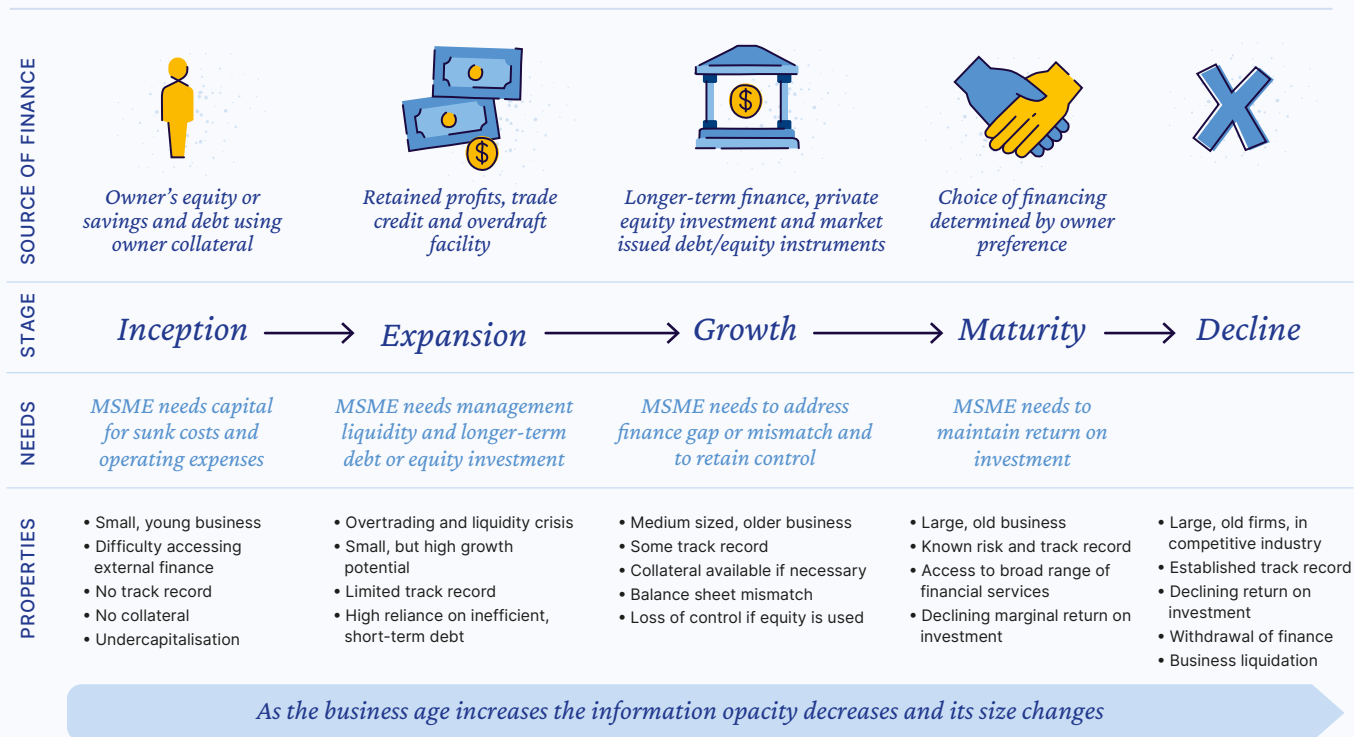 SOURCE OF FINANCE
Owner’s equity or
savings and debt using
owner collateral
Retained profits, trade
credit and overdraft
facility
Longer-term finance, private
equity investment and market
issued debt/equity instruments
Choice of financing
determined by owner
preference
STAGE
Inception
Expansion
Growth
Maturity
Decline
NEEDS
MSME needs capital
for sunk costs and
operating expenses
MSME needs management
liquidity and longer-term
debt or equity investment
MSME needs to address
finance gap or mismatch and
to retain control
MSME needs to
maintain return on
investment
PROPERTIES
• Small, young business
• Difficulty accessing
external finance
• No track record
• No collateral
• Undercapitalisation
• Overtrading and liquidity crisis
• Small, but high growth
potential
• Limited track record
• High reliance on inefficient,
short-term debt
• Medium sized, older business
• Some track record
• Collateral available if necessary
• Balance sheet mismatch
• Loss of control if equity is used
• Large, old business
• Known risk and track record
• Access to broad range of
financial services
• Declining marginal return on
investment
• Large, old firms, in
competitive industry
• Established track record
• Declining return on
investment
• Withdrawal of finance
• Business liquidation
As the business age increases the information opacity decreases and its size changes